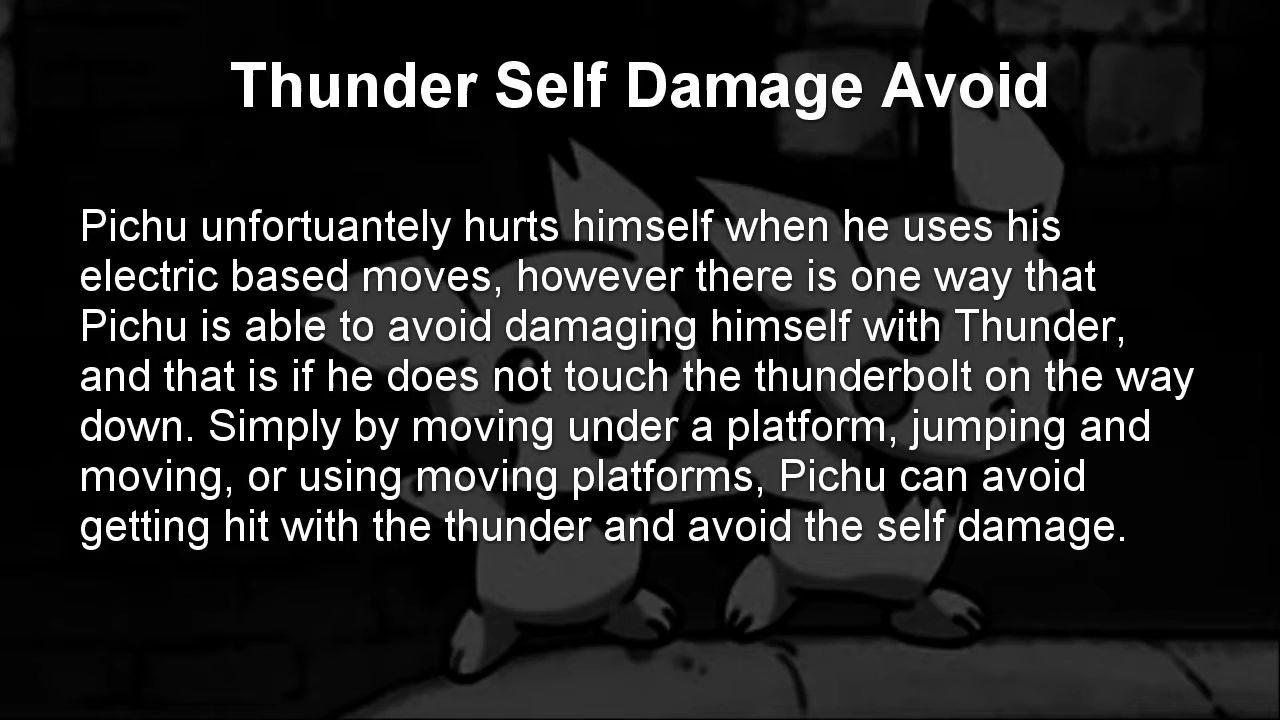 Thunder Self Damage Avoid
Pichu unfortuantely hurts himself when he uses his
electric based moves, however there is one way that
Pichu is able to avoid damaging himself with Thunder,
and that is if he does not touch the thunderbolt on the way
down. Simply by moving under a platform, jumping and
moving, or using moving platforms, Pichu can avoid
getting hit with the thunder and avoid the self damage.